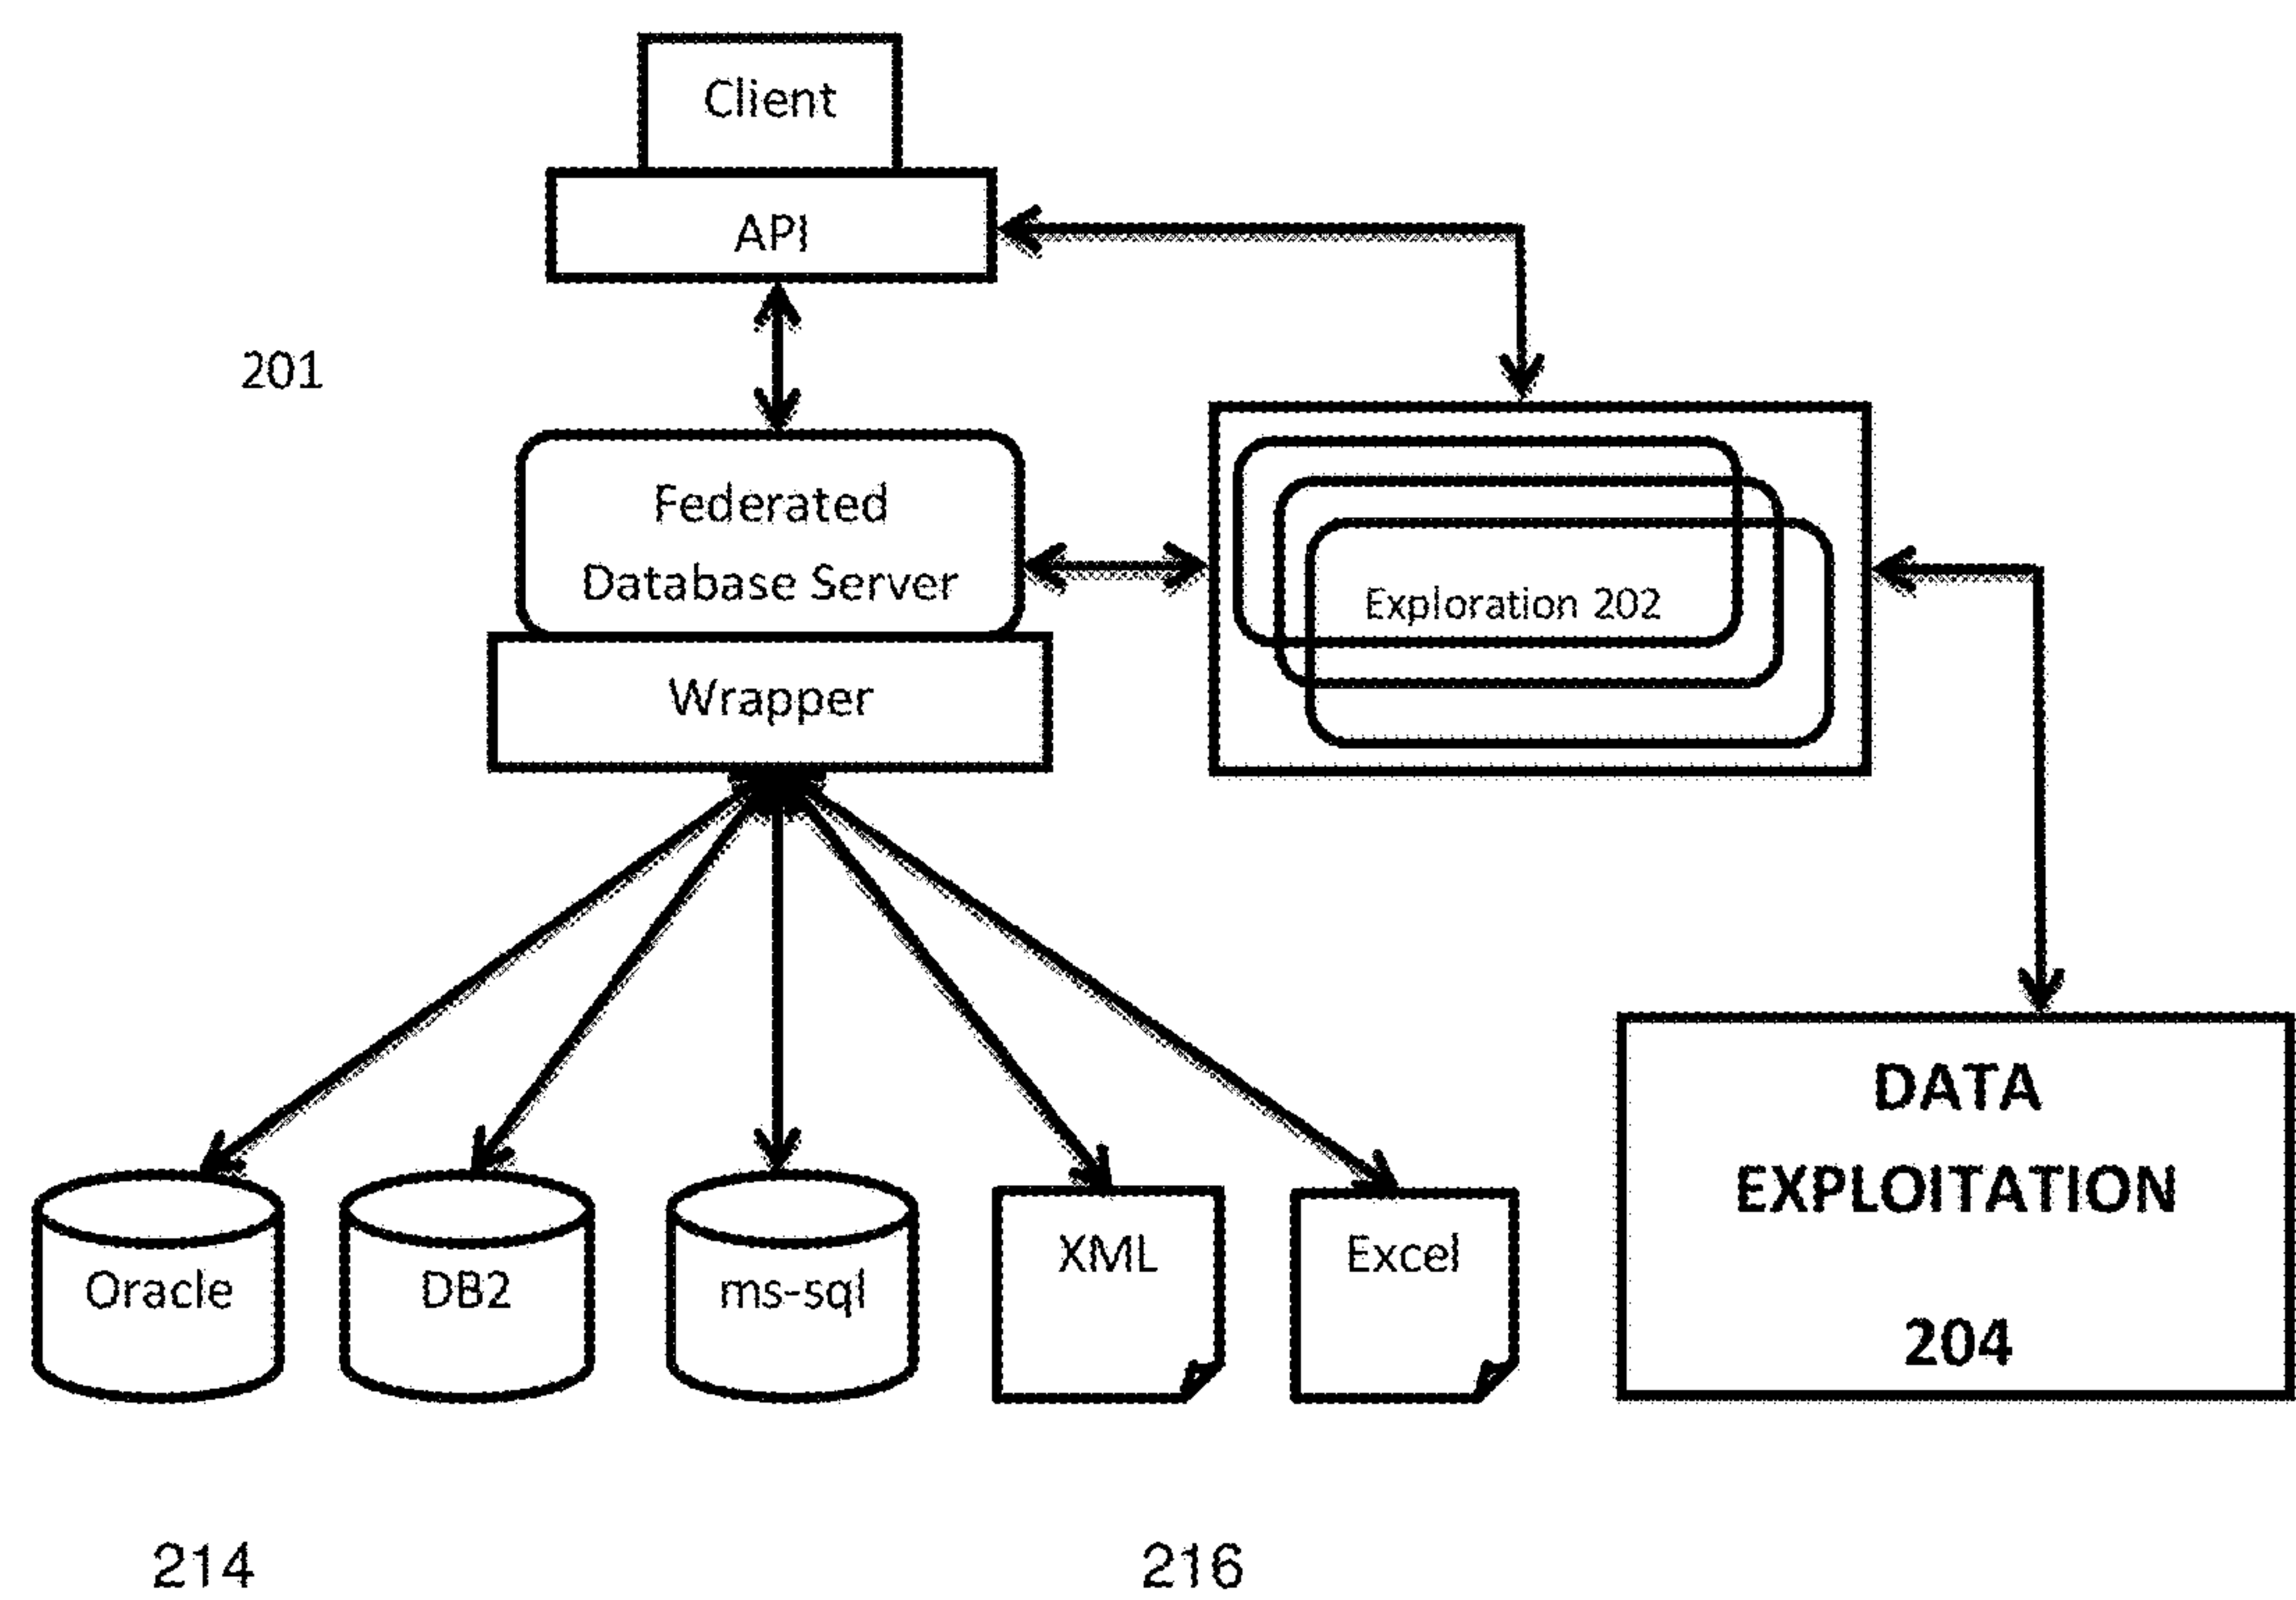 Client
API
201
Federated
Database Server
Exploration 202
Wrapper
DATA
EXPLOITATION
204
Oracle
DB2
ms-sql
XML
Excel
214
216